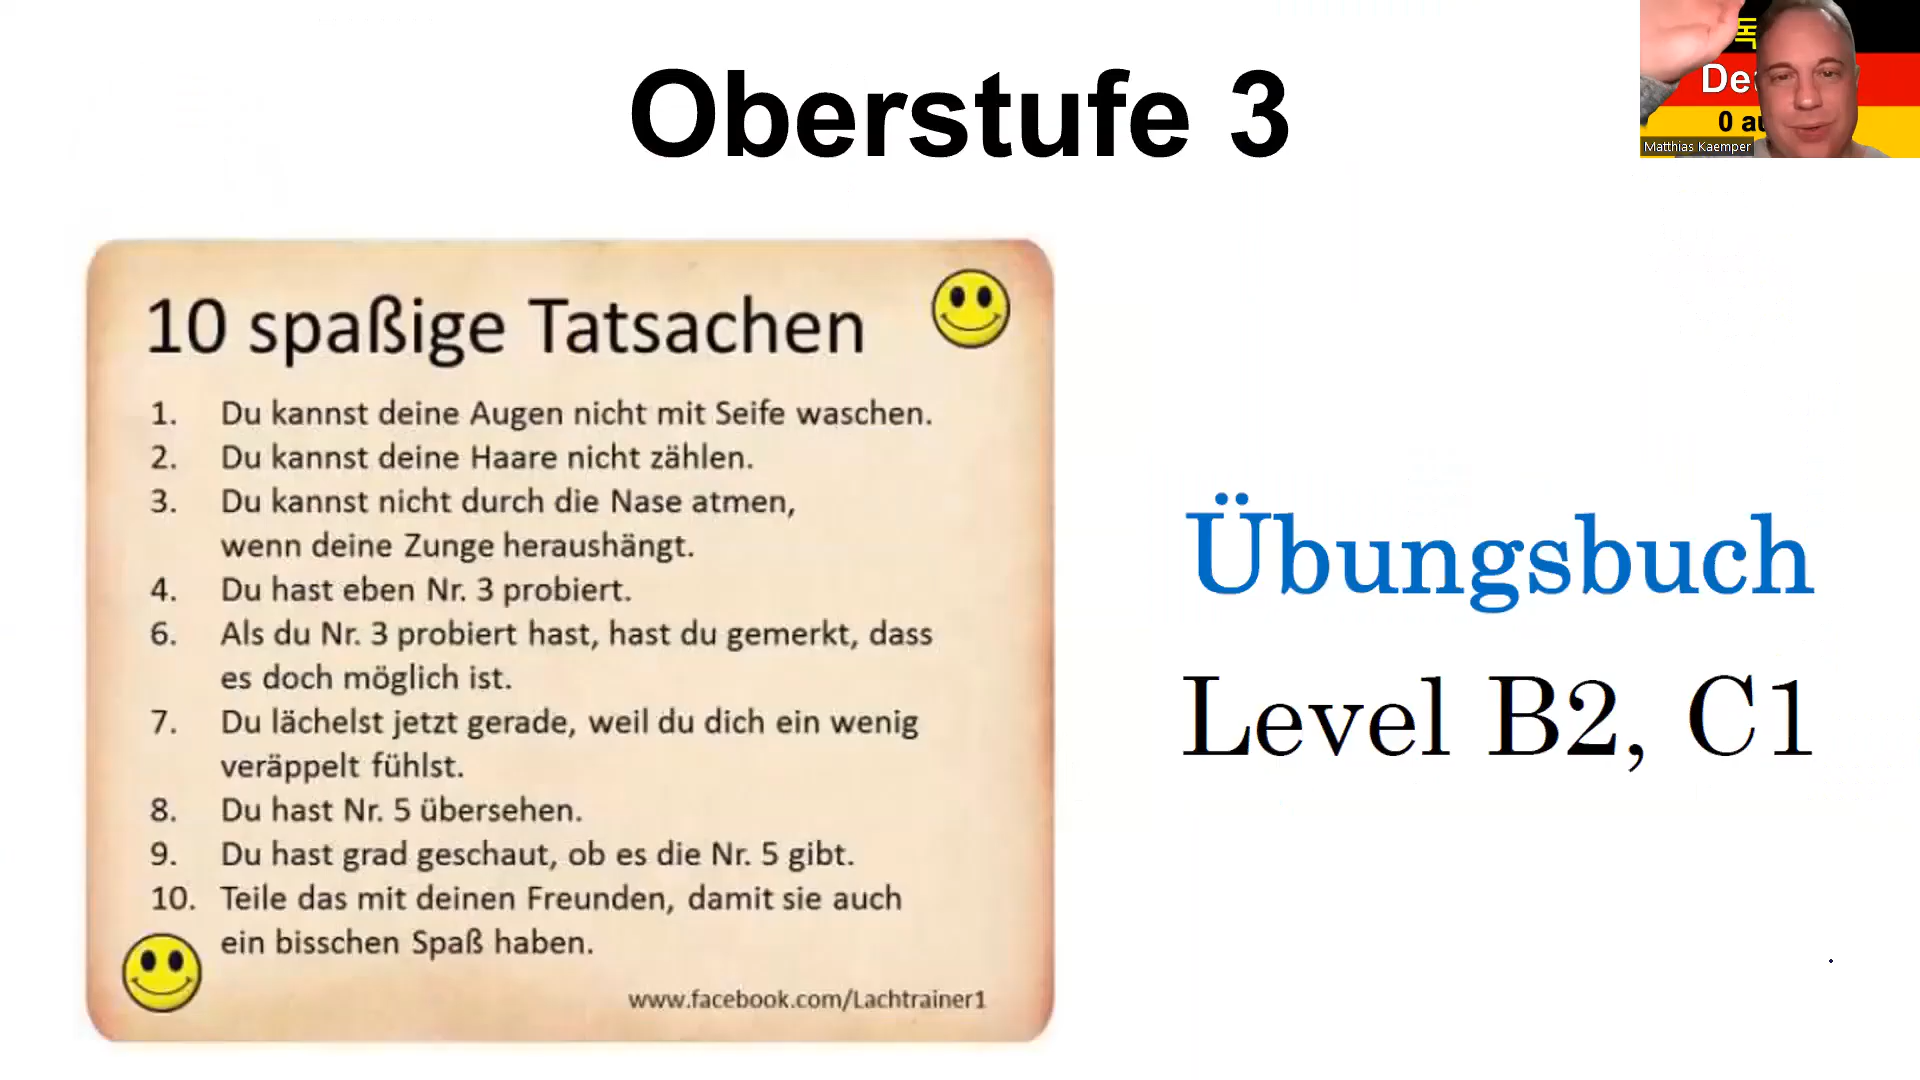 Oberstufe 3
독
De
0 au
Matthias Kaemper
10 spaßige Tatsachen
1. Du kannst deine Augen nicht mit Seife waschen.
2. Du kannst deine Haare nicht zählen.
3. Du kannst nicht durch die Nase atmen,
wenn deine Zunge heraushängt.
4. Du hast eben Nr. 3 probiert.
6. Als du Nr. 3 probiert hast, hast du gemerkt, dass
es doch möglich ist.
7. Du lächelst jetzt gerade, weil du dich ein wenig
veräppelt fühlst.
8. Du hast Nr. 5 übersehen.
9. Du hast grad geschaut, ob es die Nr. 5 gibt.
10. Teile das mit deinen Freunden, damit sie auch
ein bisschen Spaß haben.
www.facebook.com/Lachtrainer1
Übungsbuch
Level B2, C1